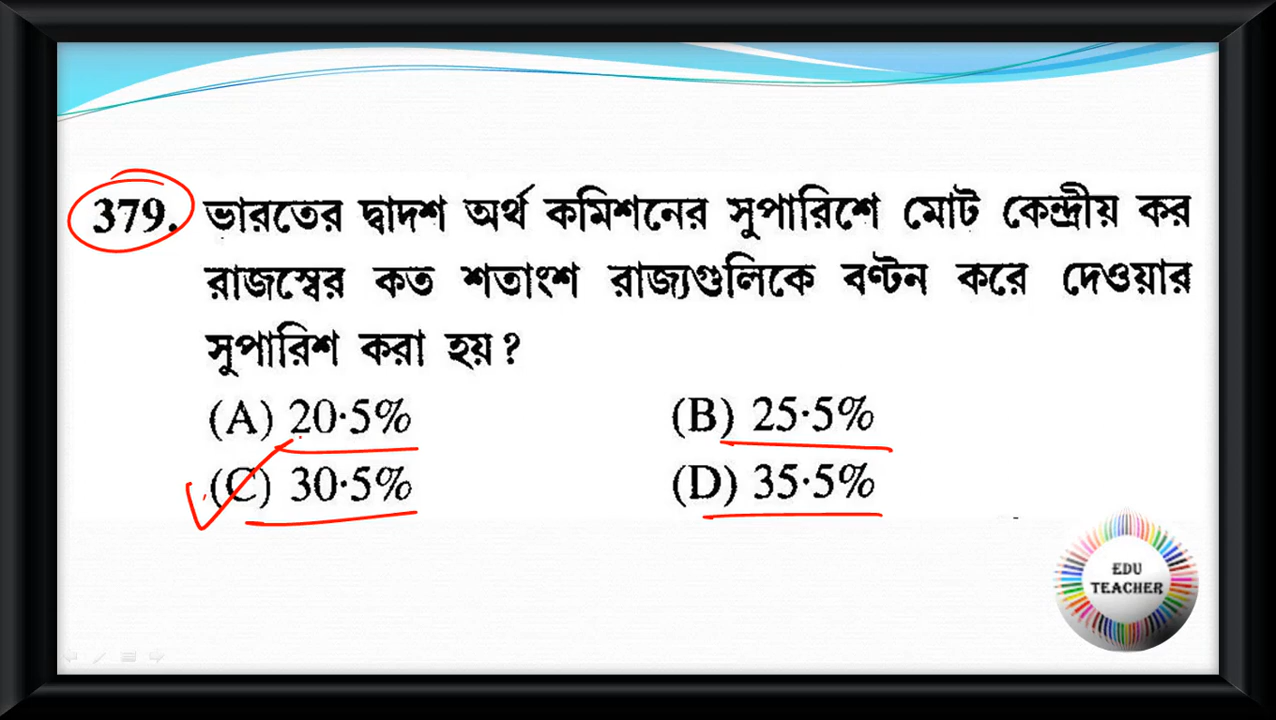 379. ভারতের দ্বাদশ অর্থ কমিশনের সুপারিশে মোট কেন্দ্রীয় কর
রাজস্বের কত শতাংশ রাজ্যগুলিকে বণ্টন করে দেওয়ার
সুপারিশ করা হয় ?
(A) 20·5% (B) 25·5%
(C) 30·5% (D) 35·5%
EDU
TEACHER